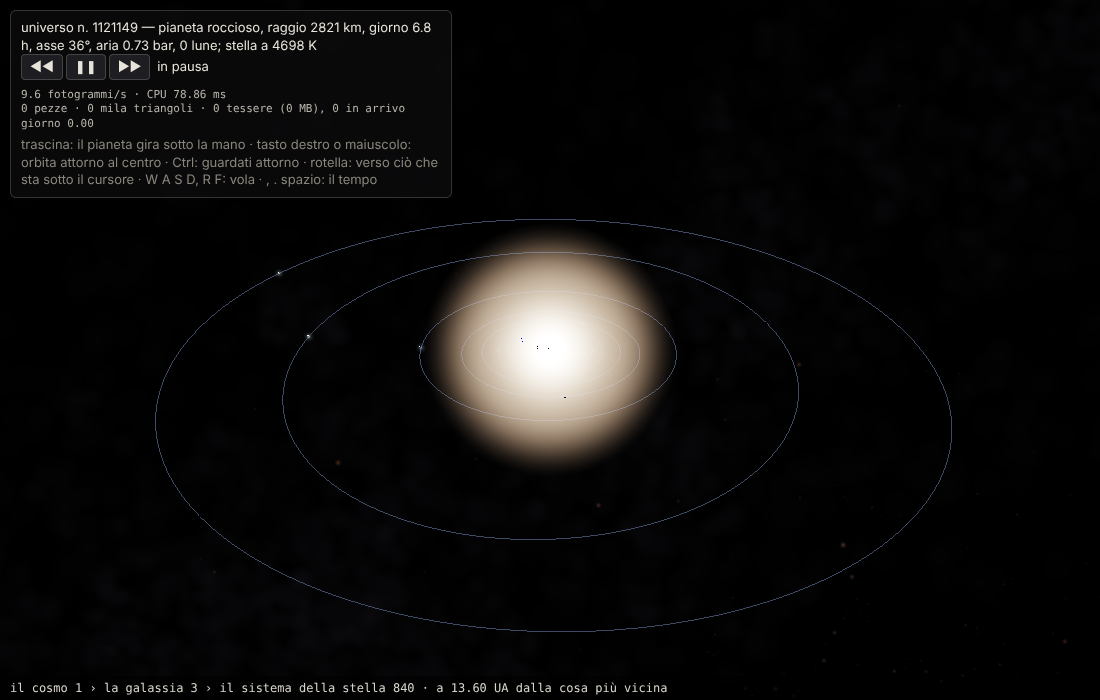 universo n. 1121149 — pianeta roccioso, raggio 2821 km, giorno 6.8
h, asse 36°, aria 0.73 bar, 0 lune; stella a 4698 K
in pausa
9.6 fotogrammi/s · CPU 78.86 ms
0 pezze · 0 mila triangoli · 0 tessere (0 MB), 0 in arrivo
giorno 0.00
trascina: il pianeta gira sotto la mano · tasto destro o maiuscolo:
orbita attorno al centro · Ctrl: guardati attorno · rotella: verso ciò che
sta sotto il cursore · W A S D, R F: vola · , . spazio: il tempo
il cosmo 1 › la galassia 3 › il sistema della stella 840 · a 13.60 UA dalla cosa più vicina